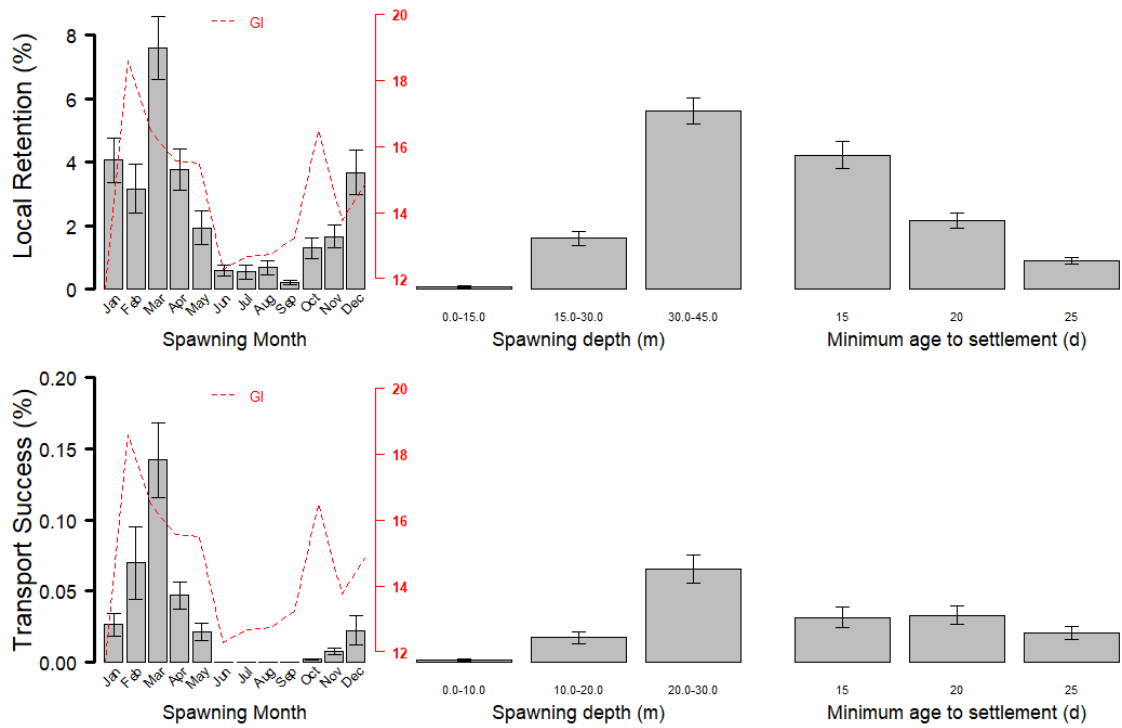 Local Retention (%)
8
6
4
2
0
GI
20
18
16
14
12
Jan Feb Mar Apr May Jun Jul Aug Sep Oct Nov Dec
Spawning Month
0.0-15.0 15.0-30.0 30.0-45.0
Spawning depth (m)
15 20 25
Minimum age to settlement (d)
Transport Success (%)
0.20
0.15
0.10
0.05
0.00
GI
20
18
16
14
12
Jan Feb Mar Apr May Jun Jul Aug Sep Oct Nov Dec
Spawning Month
0.0-10.0 10.0-20.0 20.0-30.0
Spawning depth (m)
15 20 25
Minimum age to settlement (d)